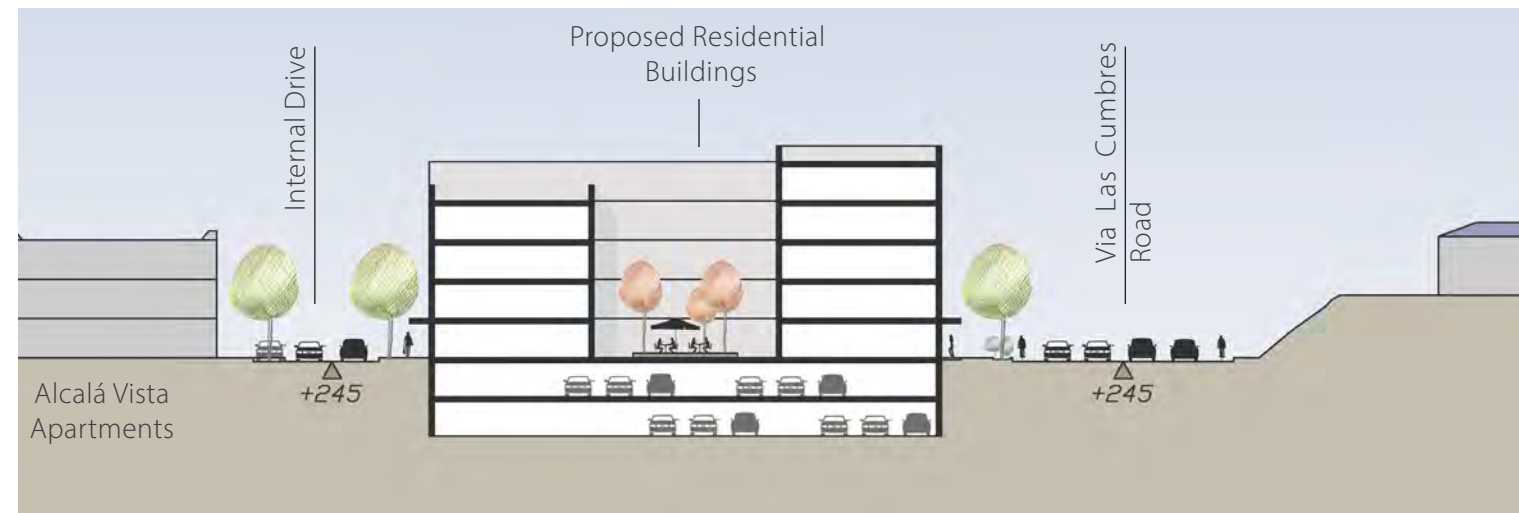 Internal Drive
Proposed Residential
Buildings
Via Las Cumbres
Road
Alcalá Vista
Apartments
+245
+245